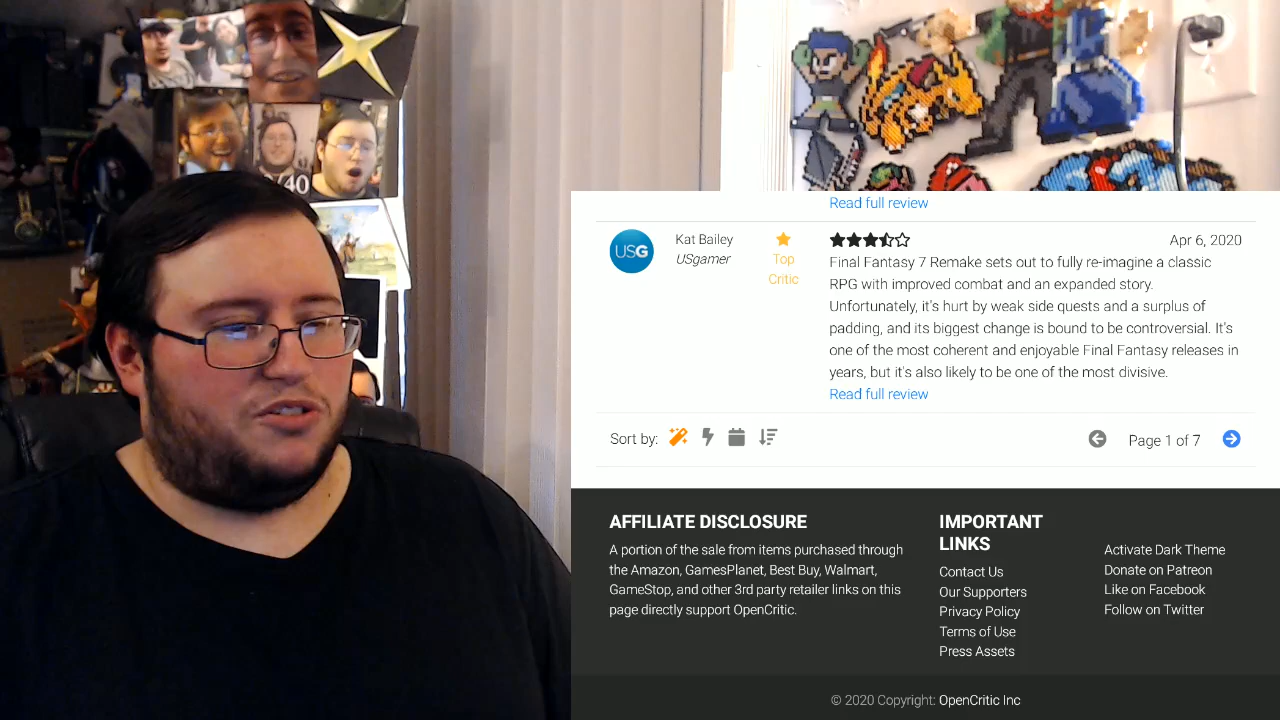 Read full review
USG
Kat Bailey
USgamer
Top
Critic
Apr 6, 2020
Final Fantasy 7 Remake sets out to fully re-imagine a classic
RPG with improved combat and an expanded story.
Unfortunately, it's hurt by weak side quests and a surplus of
padding, and its biggest change is bound to be controversial. It's
one of the most coherent and enjoyable Final Fantasy releases in
years, but it's also likely to be one of the most divisive.
Read full review
Sort by:
Page 1 of 7
AFFILIATE DISCLOSURE
A portion of the sale from items purchased through
the Amazon, GamesPlanet, Best Buy, Walmart,
GameStop, and other 3rd party retailer links on this
page directly support OpenCritic.
IMPORTANT
LINKS
Contact Us
Our Supporters
Privacy Policy
Terms of Use
Press Assets
Activate Dark Theme
Donate on Patreon
Like on Facebook
Follow on Twitter
© 2020 Copyright: OpenCritic Inc